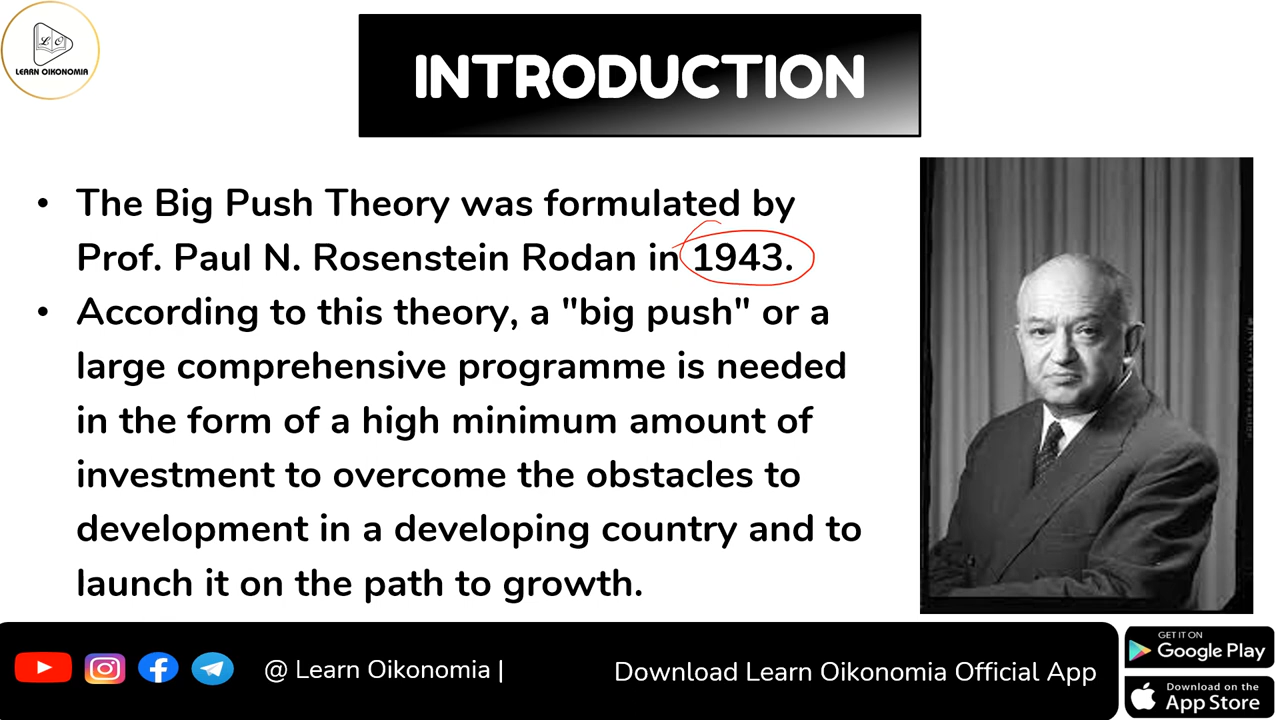 LO
LEARN OIKONOMIA
INTRODUCTION
• The Big Push Theory was formulated by
Prof. Paul N. Rosenstein Rodan in 1943.
• According to this theory, a "big push" or a
large comprehensive programme is needed
in the form of a high minimum amount of
investment to overcome the obstacles to
development in a developing country and to
launch it on the path to growth.
@ Learn Oikonomia |
Download Learn Oikonomia Official App
GET IT ON
Google Play
Download on the
App Store